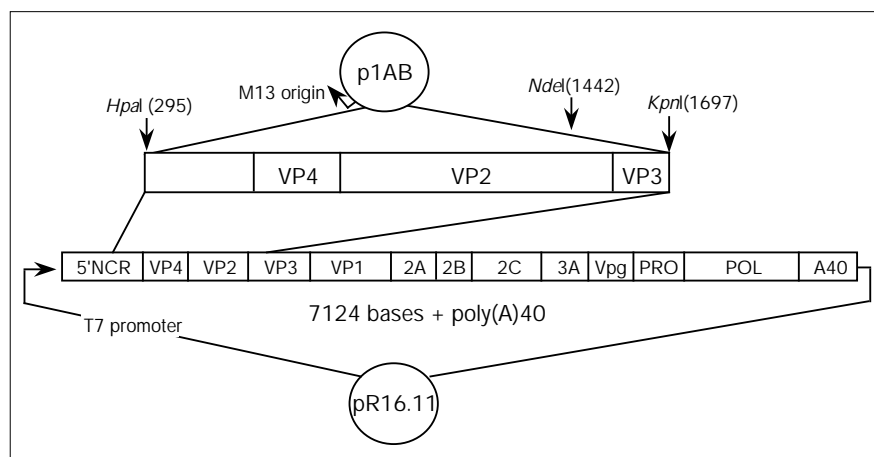 p1AB
M13 origin
NdeI(1442)
HpaI (295)
KpnI(1697)
VP4 VP2 VP3
5'NCR VP4 VP2 VP3 VP1 2A 2B 2C 3A Vpg PRO POL A40
7124 bases + poly(A)40
T7 promoter
pR16.11